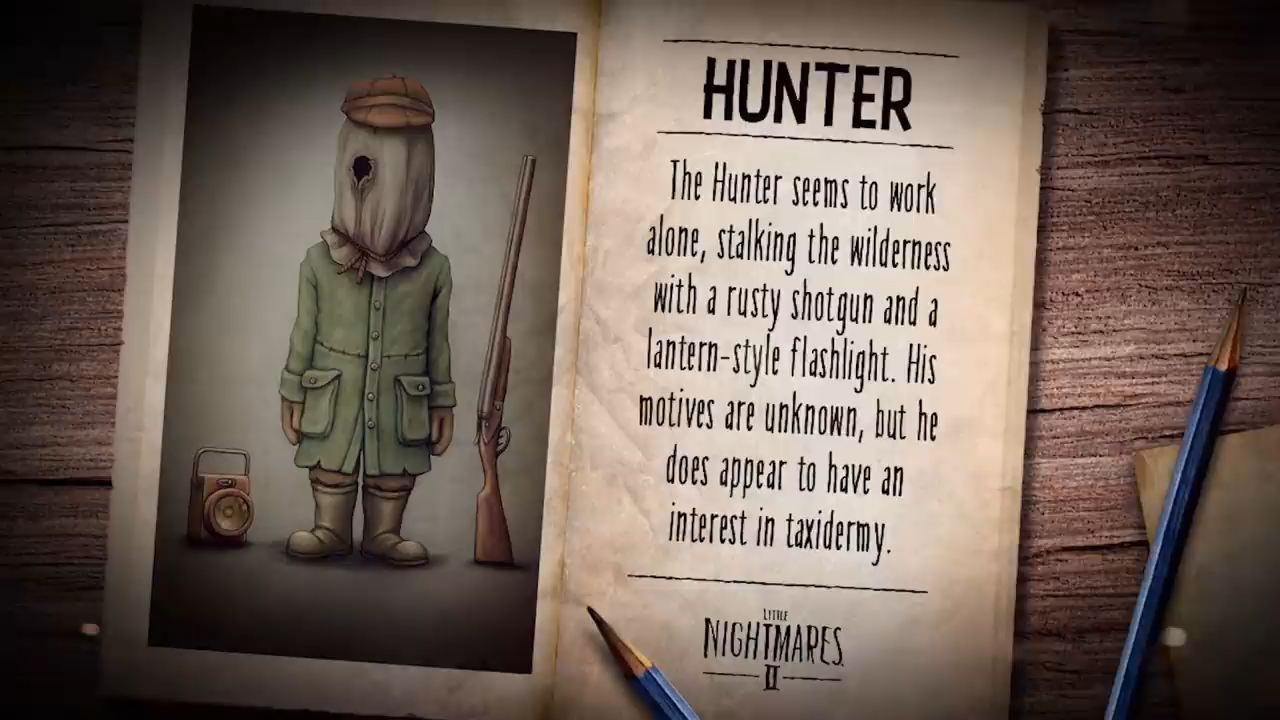 HUNTER
The Hunter seems to work
alone, stalking the wilderness
with a rusty shotgun and a
lantern-style flashlight. His
motives are unknown, but he
does appear to have an
interest in taxidermy.
LITTLE
NIGHTMARES
II